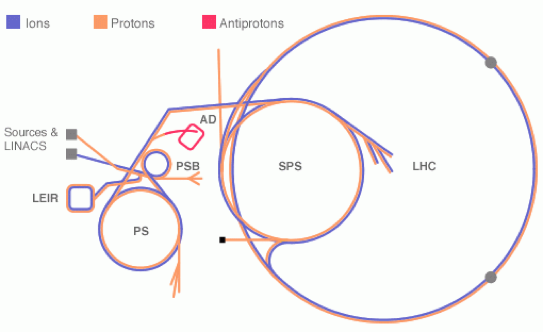 Ions
Protons
Antiprotons
AD
Sources &
LINACS
PSB
SPS
LHC
LEIR
PS